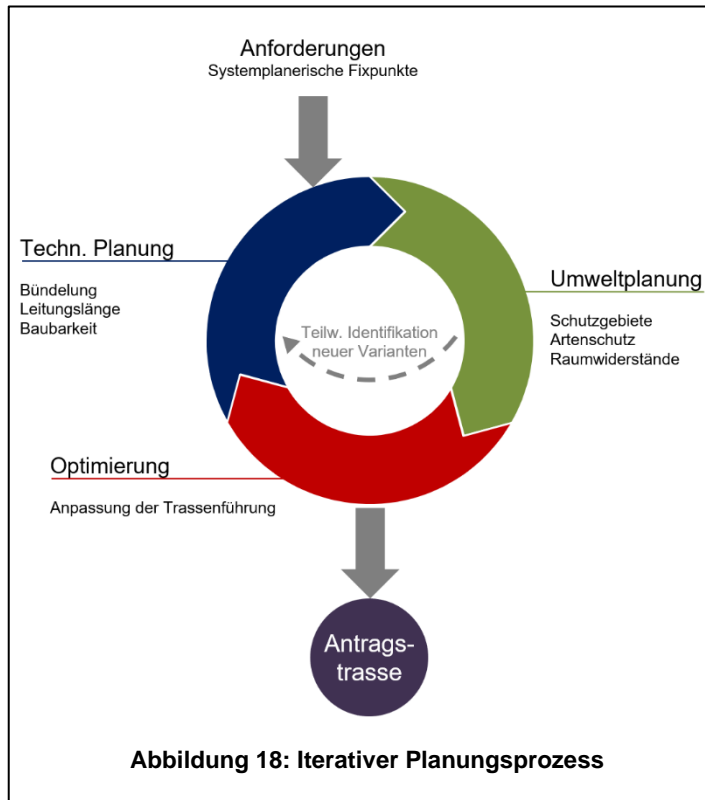 Anforderungen
Systemplanerische Fixpunkte
Techn. Planung
Bündelung
Leitungslänge
Baubarkeit
Umweltplanung
Schutzgebiete
Artenschutz
Raumwiderstände
Teilw. Identifikation
neuer Varianten
Optimierung
Anpassung der Trassenführung
Antrags-
trasse
Abbildung 18: Iterativer Planungsprozess